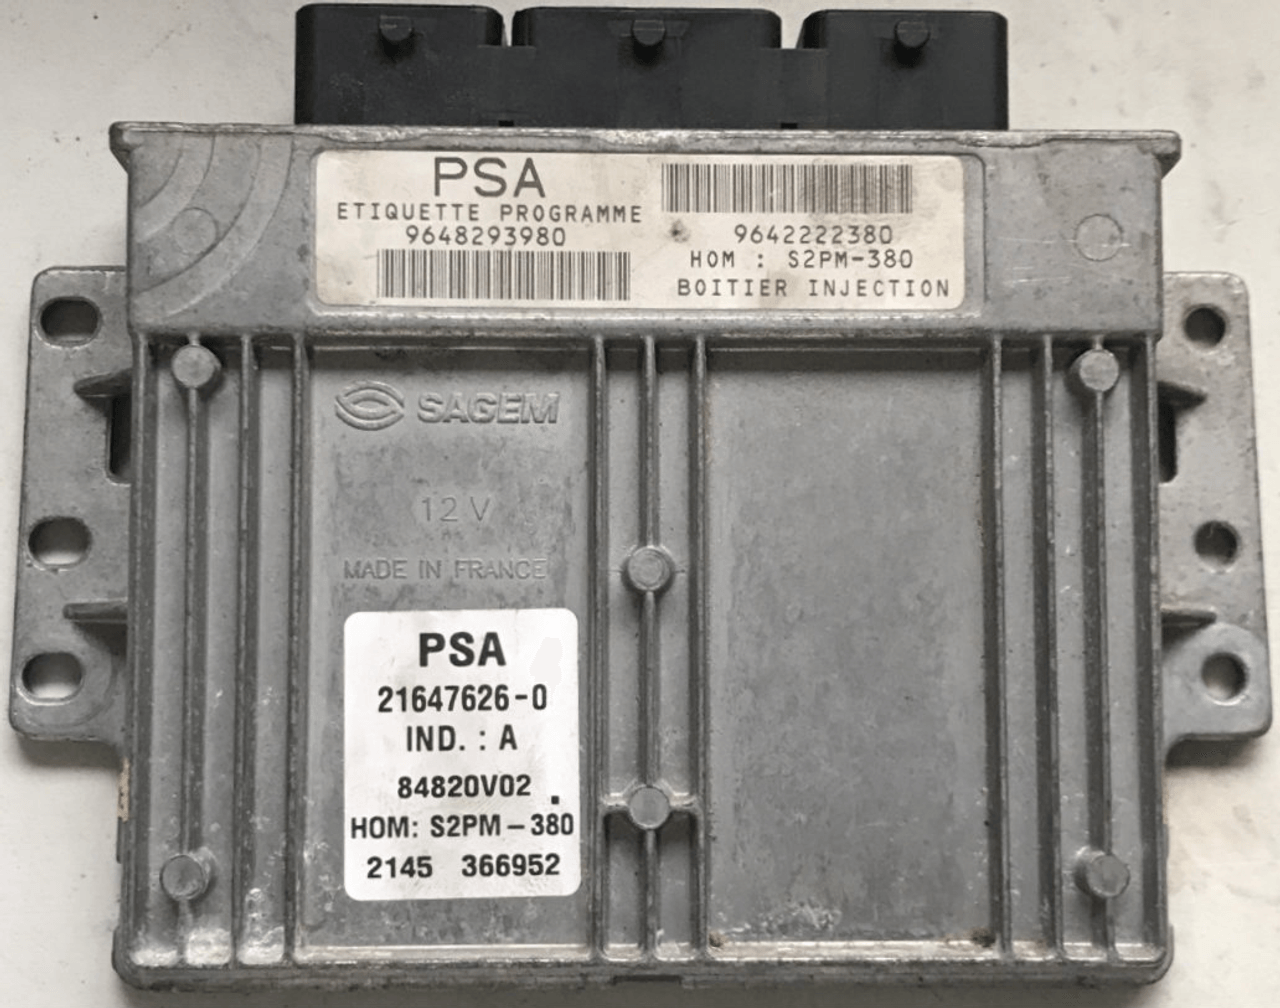 PSA
ETIQUETTE PROGRAMME
9648293980
9642222380
HOM : S2PM-380
BOITIER INJECTION
SAGEM
12 V
MADE IN FRANCE
PSA
21647626-0
IND. : A
84820V02 .
HOM: S2PM-380
2145 366952